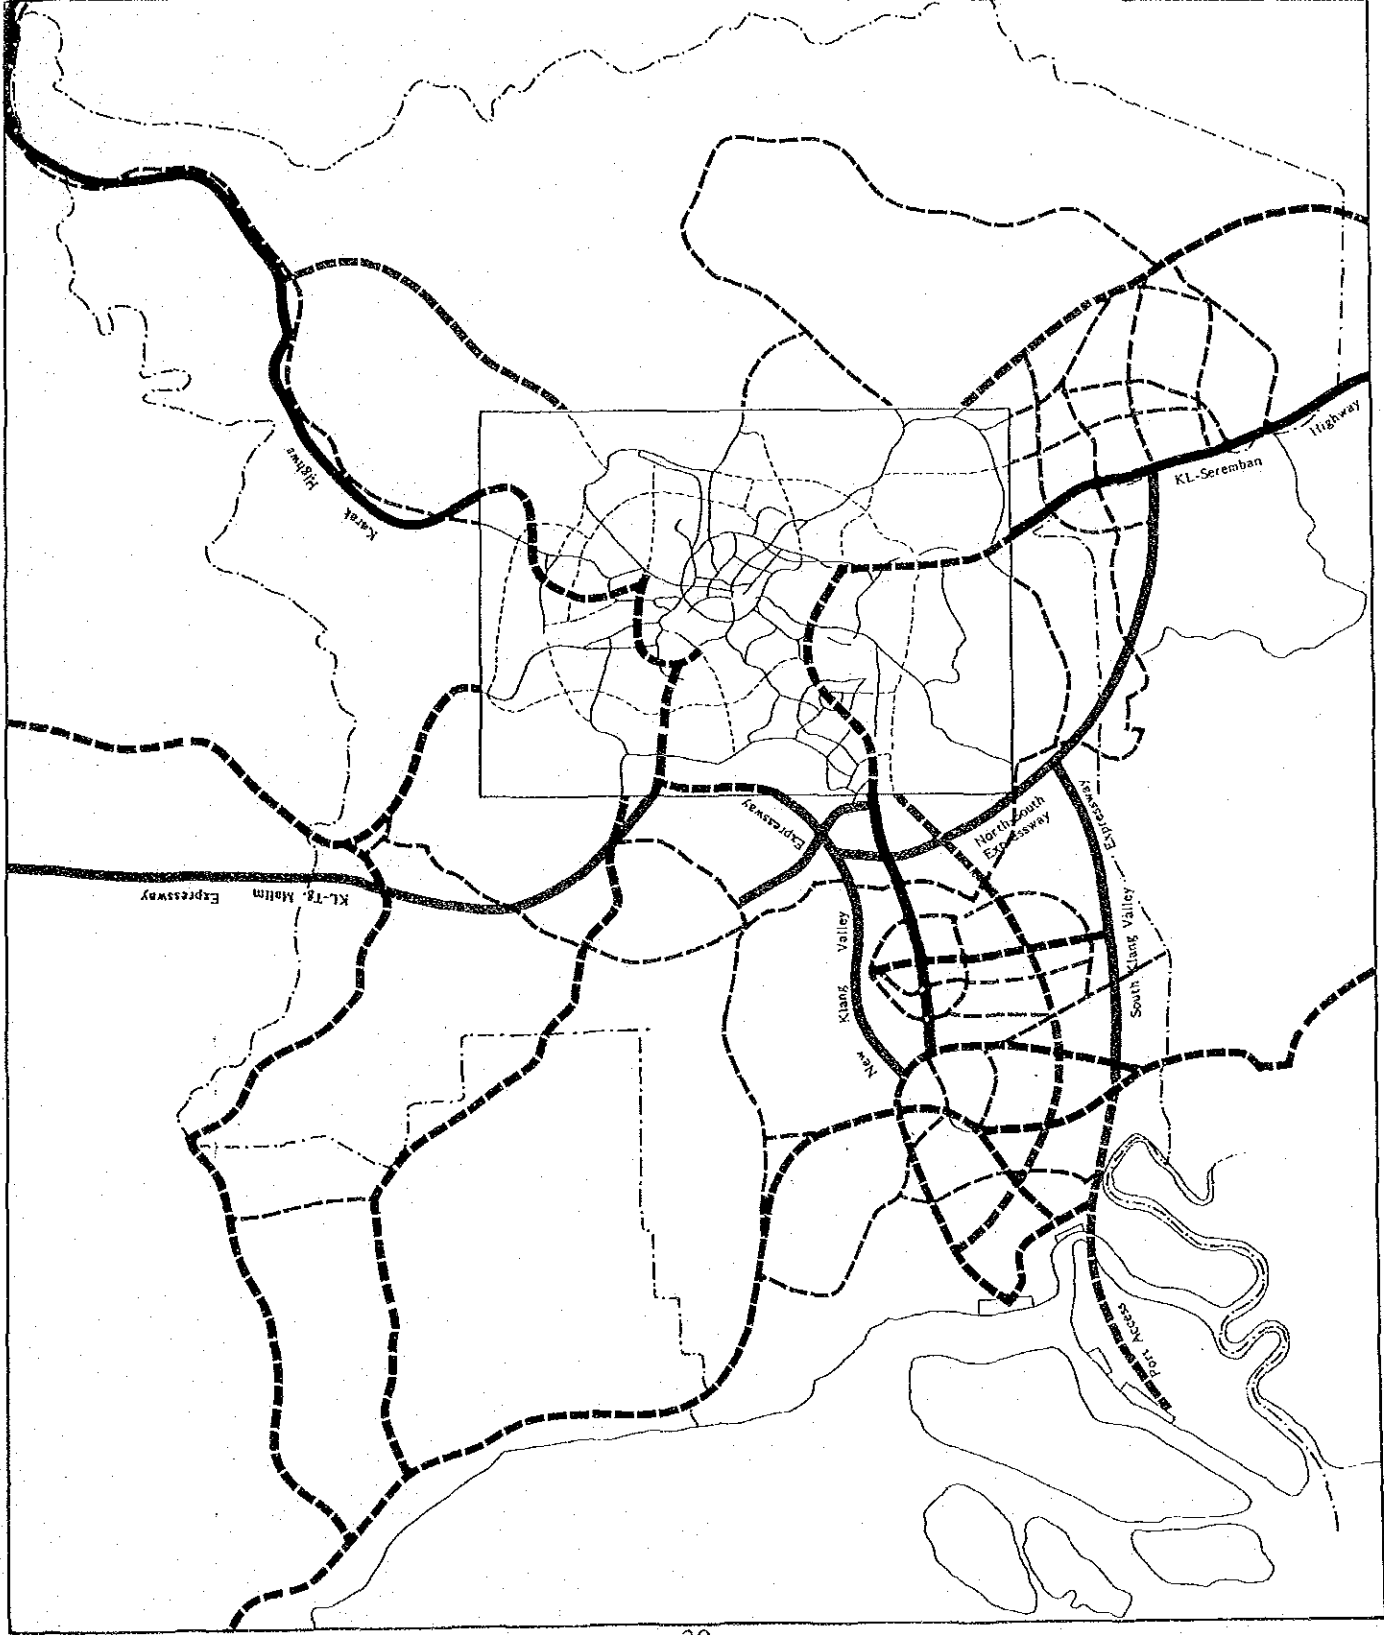 Highwa
Karak
KL-Seremban
Highway
Expressway
KL-Tg. Malim
Expressway
North-South
Expressway
Expressway
South Klang Valley
New
Klang
Valley
Port Access